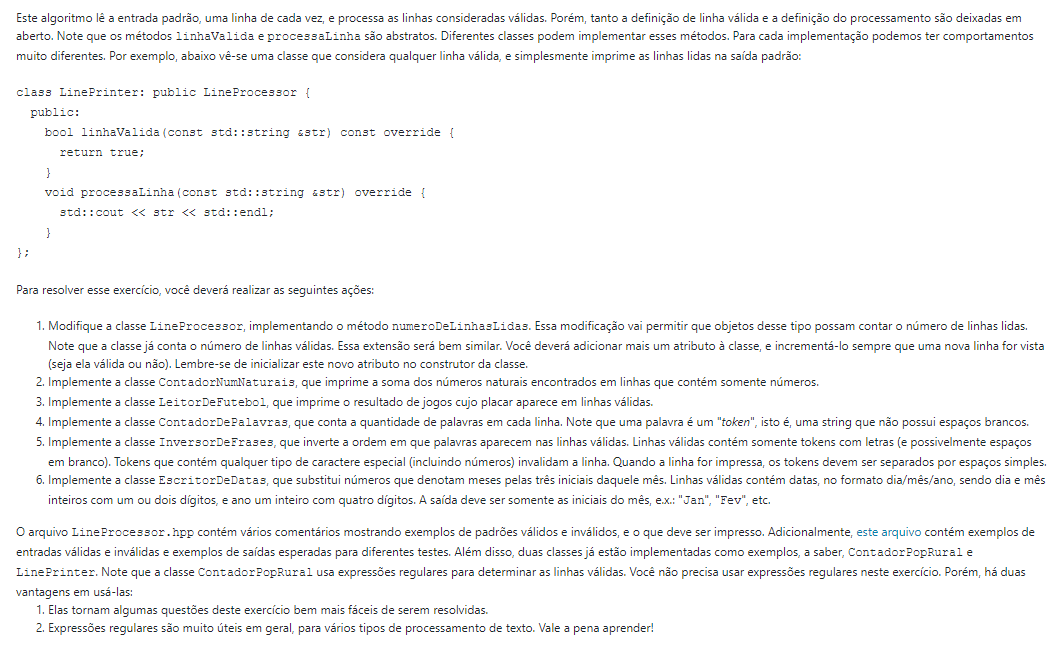 Este algoritmo lê a entrada padrão, uma linha de cada vez, e processa as linhas consideradas válidas. Porém, tanto a definição de linha válida e a definição do processamento são deixadas em
aberto. Note que os métodos linhaValida e processaLinha são abstratos. Diferentes classes podem implementar esses métodos. Para cada implementação podemos ter comportamentos
muito diferentes. Por exemplo, abaixo vê-se uma classe que considera qualquer linha válida, e simplesmente imprime as linhas lidas na saída padrão:
class LinePrinter: public LineProcessor {
public:
bool linhaValida(const std::string &str) const override {
return true;
}
void processaLinha(const std::string &str) override {
std::cout << str << std::endl;
}
};
Para resolver esse exercício, você deverá realizar as seguintes ações:
1. Modifique a classe LineProcessor, implementando o método numeroDeLinhasLidas. Essa modificação vai permitir que objetos desse tipo possam contar o número de linhas lidas.
Note que a classe já conta o número de linhas válidas. Essa extensão será bem similar. Você deverá adicionar mais um atributo à classe, e incrementá-lo sempre que uma nova linha for vista
(seja ela válida ou não). Lembre-se de inicializar este novo atributo no construtor da classe.
2. Implemente a classe ContadorNumNaturais, que imprime a soma dos números naturais encontrados em linhas que contém somente números.
3. Implemente a classe LeitorDeFutebol, que imprime o resultado de jogos cujo placar aparece em linhas válidas.
4. Implemente a classe ContadorDePalavras, que conta a quantidade de palavras em cada linha. Note que uma palavra é um "token", isto é, uma string que não possui espaços brancos.
5. Implemente a classe InversorDeFrases, que inverte a ordem em que palavras aparecem nas linhas válidas. Linhas válidas contém somente tokens com letras (e possivelmente espaços
em branco). Tokens que contém qualquer tipo de caractere especial (incluindo números) invalidam a linha. Quando a linha for impressa, os tokens devem ser separados por espaços simples.
6. Implemente a classe EscritorDeDatas, que substitui números que denotam meses pelas três iniciais daquele mês. Linhas válidas contém datas, no formato dia/mês/ano, sendo dia e mês
inteiros com um ou dois dígitos, e ano um inteiro com quatro dígitos. A saída deve ser somente as iniciais do mês, e.x.: "Jan", "Fev", etc.
O arquivo LineProcessor.hpp contém vários comentários mostrando exemplos de padrões válidos e inválidos, e o que deve ser impresso. Adicionalmente, este arquivo contém exemplos de
entradas válidas e inválidas e exemplos de saídas esperadas para diferentes testes. Além disso, duas classes já estão implementadas como exemplos, a saber, ContadorPopRural e
LinePrinter. Note que a classe ContadorPopRural usa expressões regulares para determinar as linhas válidas. Você não precisa usar expressões regulares neste exercício. Porém, há duas
vantagens em usá-las:
1. Elas tornam algumas questões deste exercício bem mais fáceis de serem resolvidas.
2. Expressões regulares são muito úteis em geral, para vários tipos de processamento de texto. Vale a pena aprender!